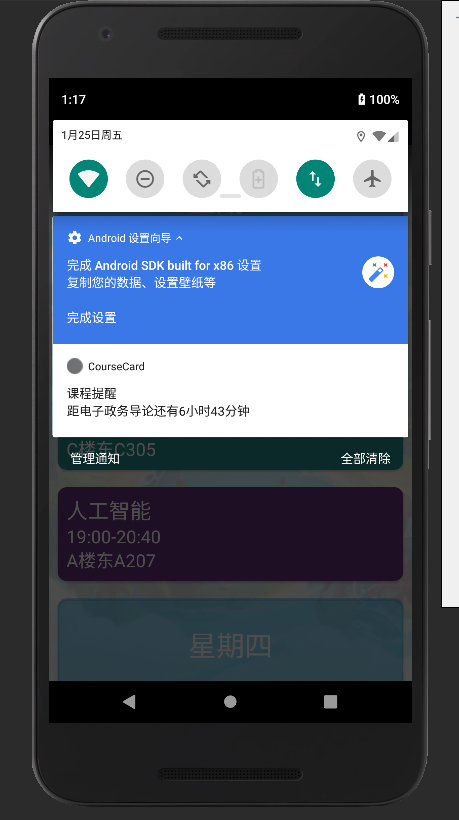 1:17
100%
1月25日周五
Android 设置向导
完成 Android SDK built for x86 设置
复制您的数据、设置壁纸等
完成设置
CourseCard
课程提醒
距电子政务导论还有6小时43分钟
C楼东C305
管理通知
全部清除
人工智能
19:00-20:40
A楼东A207
星期四